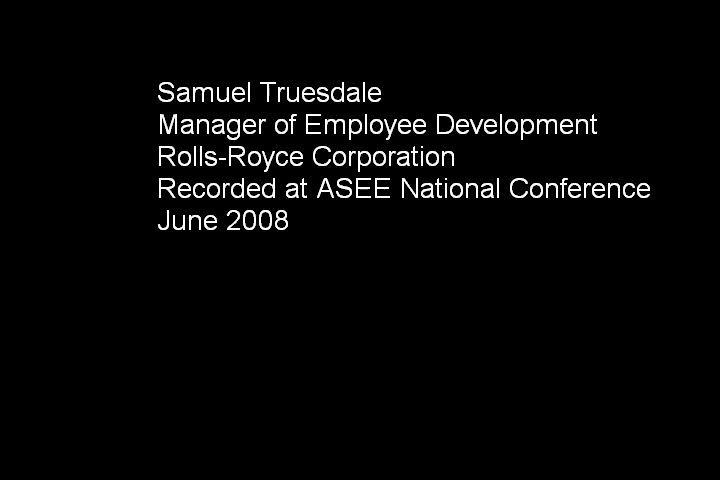 Samuel Truesdale
Manager of Employee Development
Rolls-Royce Corporation
Recorded at ASEE National Conference
June 2008